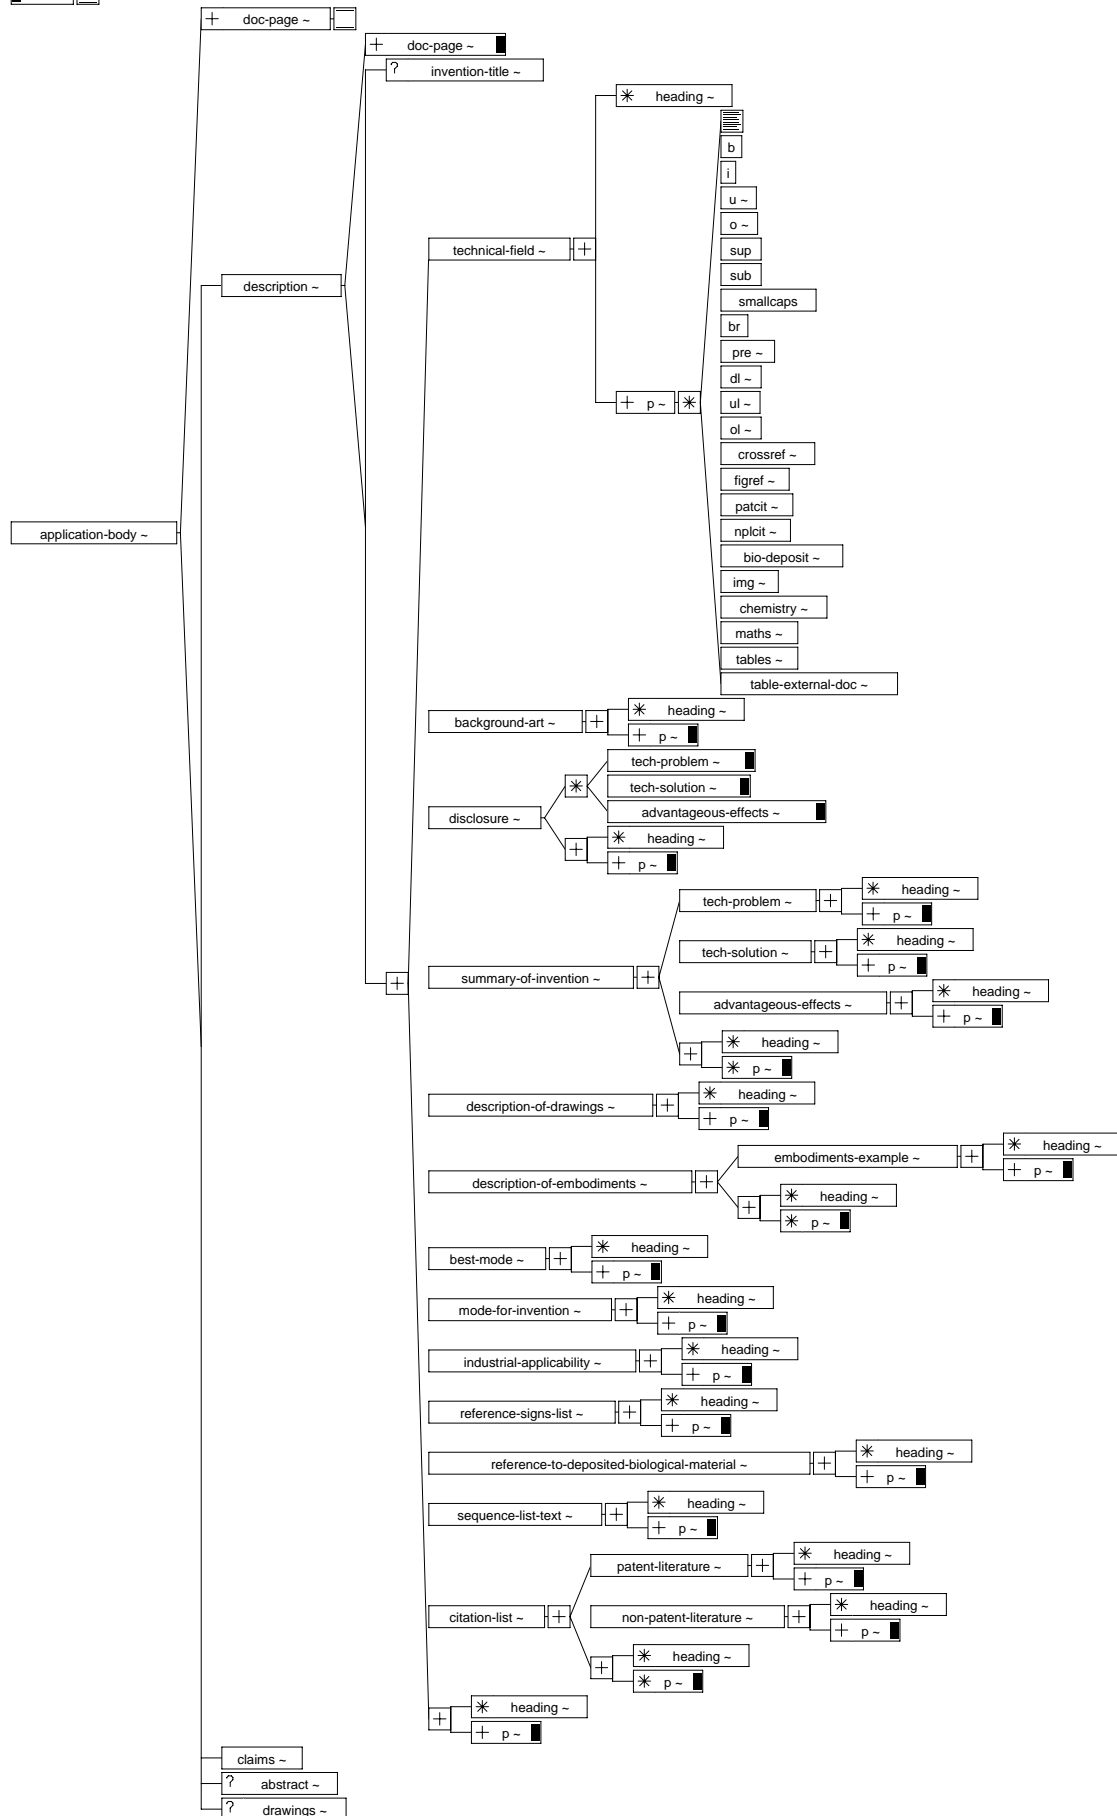 + doc-page ~
+ doc-page ~
? invention-title ~
* heading ~
b
i
u ~
o ~
sup
technical-field ~ +
sub
description ~
smallcaps
br
pre ~
dl ~
+ p ~ *
ul ~
ol ~
crossref ~
figref ~
patcit ~
nplcit ~
application-body ~
bio-deposit ~
img ~
chemistry ~
maths ~
tables ~
table-external-doc ~
* heading ~
background-art ~ +
+ p ~
tech-problem ~
*
tech-solution ~
advantageous-effects ~
disclosure ~
* heading ~
+
+ p ~
* heading ~
tech-problem ~ +
+ p ~
* heading ~
tech-solution ~ +
+ p ~
summary-of-invention ~ +
+
* heading ~
advantageous-effects ~ +
+ p ~
* heading ~
+
* p ~
* heading ~
description-of-drawings ~ +
+ p ~
* heading ~
embodiments-example ~ +
+ p ~
description-of-embodiments ~ +
* heading ~
+
* p ~
* heading ~
best-mode ~ +
+ p ~
* heading ~
mode-for-invention ~ +
+ p ~
* heading ~
industrial-applicability ~ +
+ p ~
* heading ~
reference-signs-list ~ +
+ p ~
* heading ~
reference-to-deposited-biological-material ~ +
+ p ~
* heading ~
sequence-list-text ~ +
+ p ~
* heading ~
patent-literature ~ +
+ p ~
* heading ~
citation-list ~ +
non-patent-literature ~ +
+ p ~
* heading ~
+
* p ~
* heading ~
+
+ p ~
claims ~
? abstract ~
? drawings ~